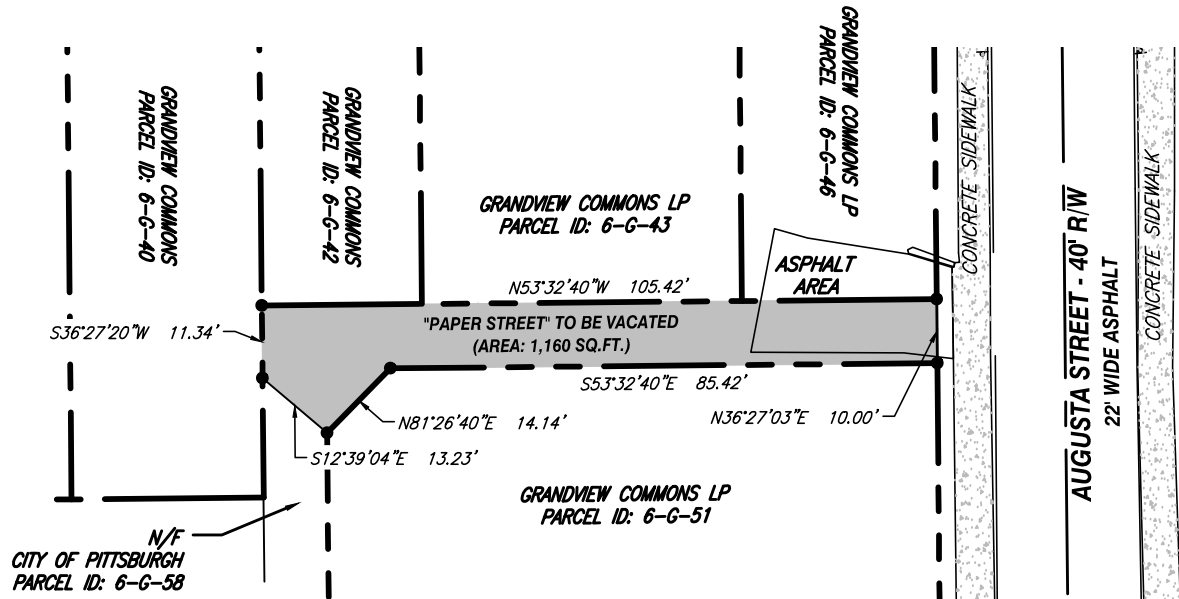 GRANDVIEW COMMONS
PARCEL ID: 6-G-40
GRANDVIEW COMMONS
PARCEL ID: 6-G-42
GRANDVIEW COMMONS LP
PARCEL ID: 6-G-43
GRANDVIEW COMMONS LP
PARCEL ID: 6-G-46
ASPHALT
AREA
CONCRETE SIDEWALK
AUGUSTA STREET - 40' R/W
22' WIDE ASPHALT
CONCRETE SIDEWALK
N53°32'40"W 105.42'
"PAPER STREET" TO BE VACATED
(AREA: 1,160 SQ.FT.)
S36°27'20"W 11.34'
S53°32'40"E 85.42'
N81°26'40"E 14.14'
N36°27'03"E 10.00'
S12°39'04"E 13.23'
GRANDVIEW COMMONS LP
PARCEL ID: 6-G-51
N/F
CITY OF PITTSBURGH
PARCEL ID: 6-G-58